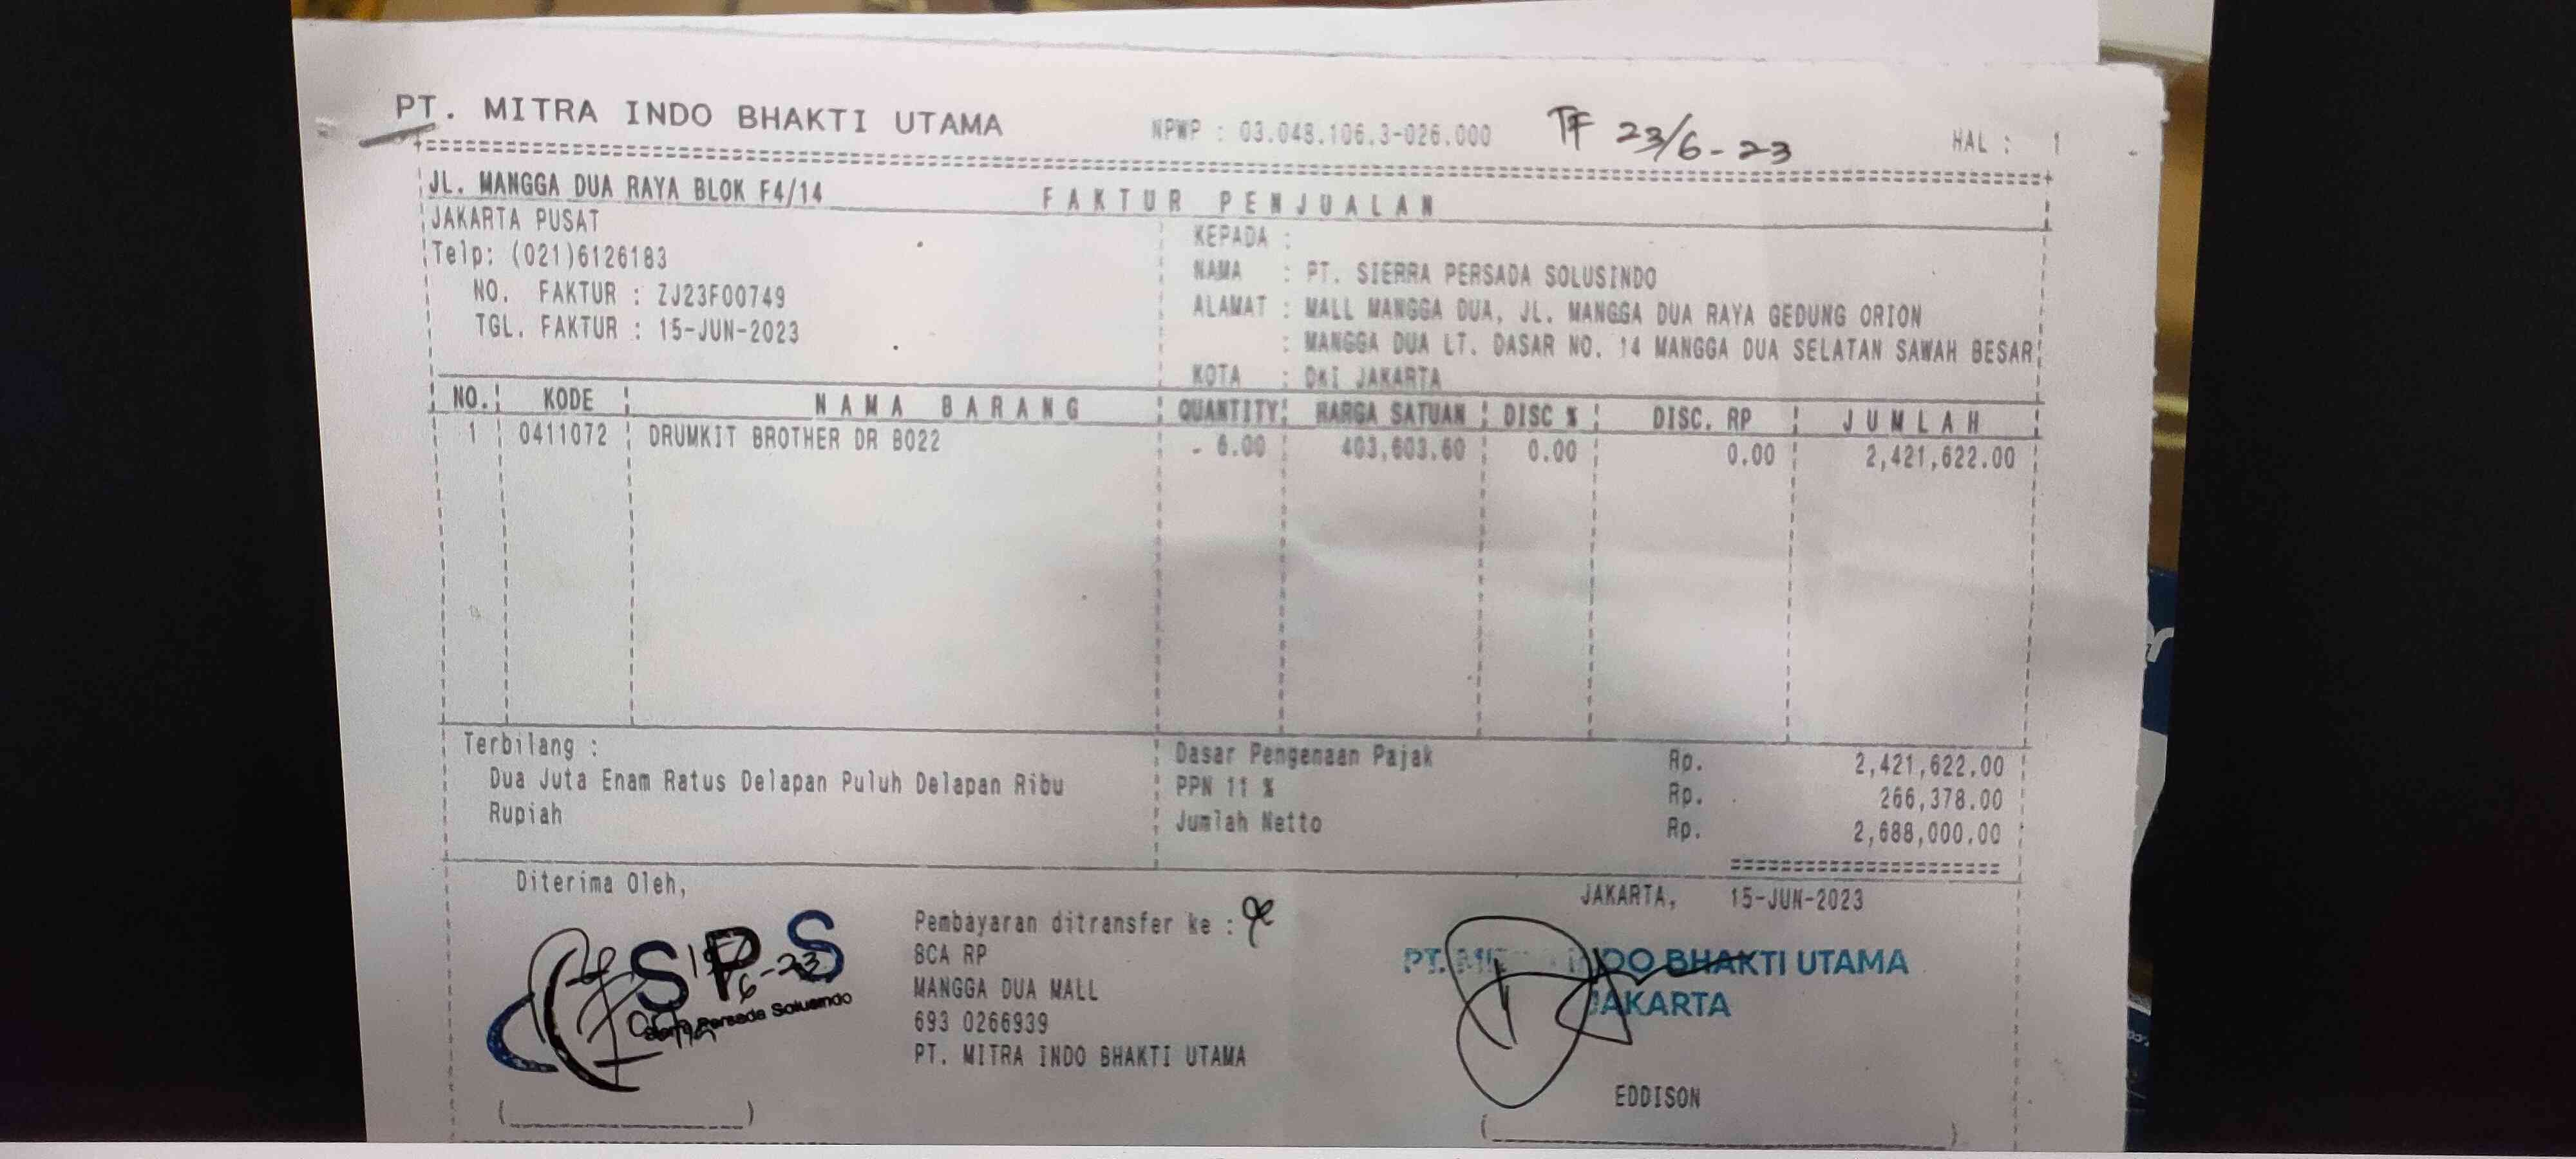 PT. MITRA INDO BHAKTI UTAMA NPWP : 03.048.106.3-026.000 TF 23/6-23 HAL : 1
JL. MANGGA DUA RAYA BLOK F4/14 FAKTUR PENJUALAN
JAKARTA PUSAT
Telp: (021)6126183
NO. FAKTUR : ZJ23F00749
TGL. FAKTUR : 15-JUN-2023
KEPADA :
NAMA : PT. SIERRA PERSADA SOLUSINDO
ALAMAT : MALL MANGGA DUA, JL. MANGGA DUA RAYA GEDUNG ORION
: MANGGA DUA LT. DASAR NO. 14 MANGGA DUA SELATAN SAWAH BESAR
KOTA : DKI JAKARTA
NO. KODE NAMA BARANG QUANTITY HARGA SATUAN DISC % DISC. RP JUMLAH
1 0411072 DRUMKIT BROTHER DR B022 - 6.00 403,603.60 0.00 0.00 2,421,622.00
Terbilang :
Dua Juta Enam Ratus Delapan Puluh Delapan Ribu
Rupiah
Dasar Pengenaan Pajak Rp. 2,421,622.00
PPN 11 % Rp. 266,378.00
Jumlah Netto Rp. 2,688,000.00
Diterima Oleh,
SPS
Persada Solusindo
Pembayaran ditransfer ke :
BCA RP
MANGGA DUA MALL
693 0266939
PT. MITRA INDO BHAKTI UTAMA
JAKARTA, 15-JUN-2023
PT. MITRA INDO BHAKTI UTAMA
JAKARTA
EDDISON